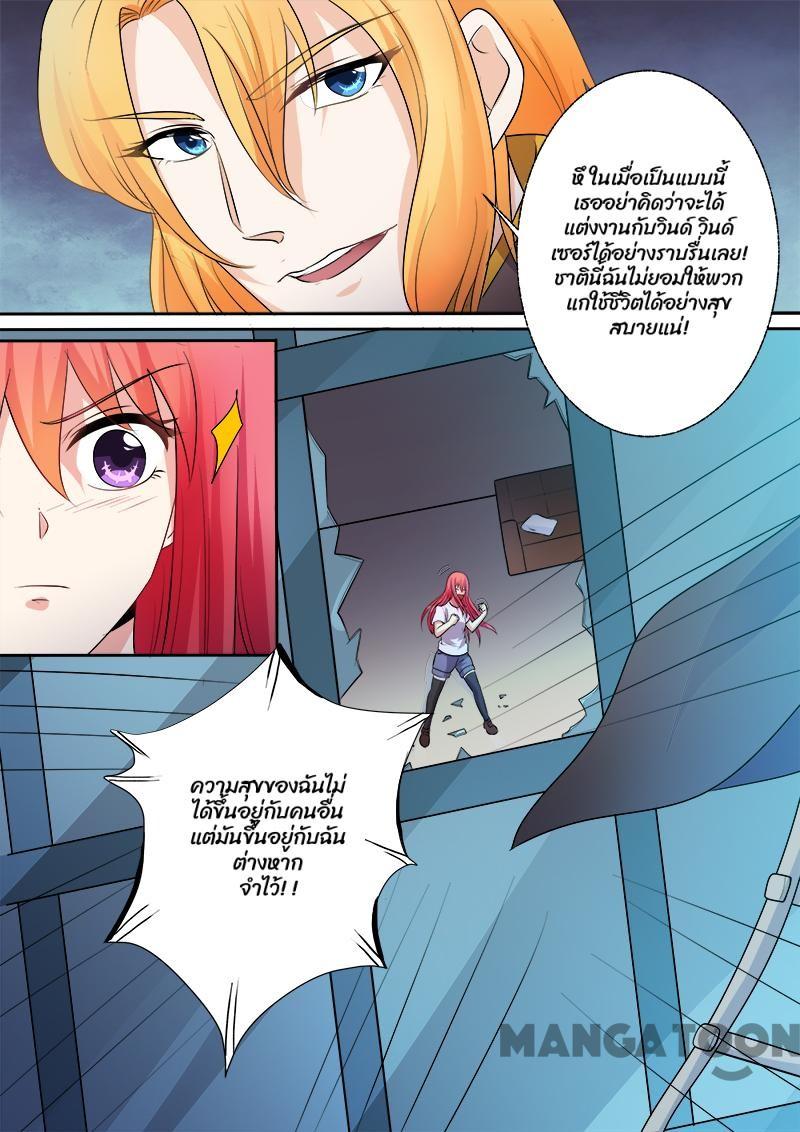 หึ ในเมื่อเป็นแบบนี้
เธออย่าคิดว่าจะได้
แต่งงานกับวินด์ วินด์
เซอร์ได้อย่างราบรื่นเลย!
ชาตินี้ฉันไม่ยอมให้พวก
แกใช้ชีวิตได้อย่างสุข
สบายแน่!
ความสุขของฉันไม่
ได้ขึ้นอยู่กับคนอื่น
แต่มันขึ้นอยู่กับฉัน
ต่างหาก
จำไว้! !
MANGATOON